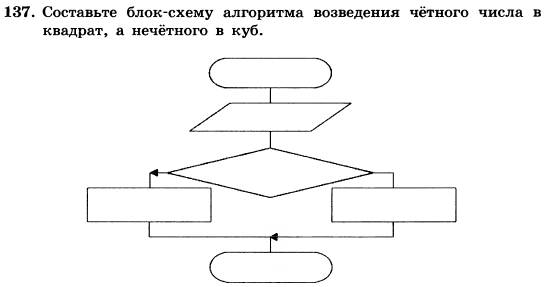 137. Составьте блок-схему алгоритма возведения чётного числа в
квадрат, а нечётного в куб.